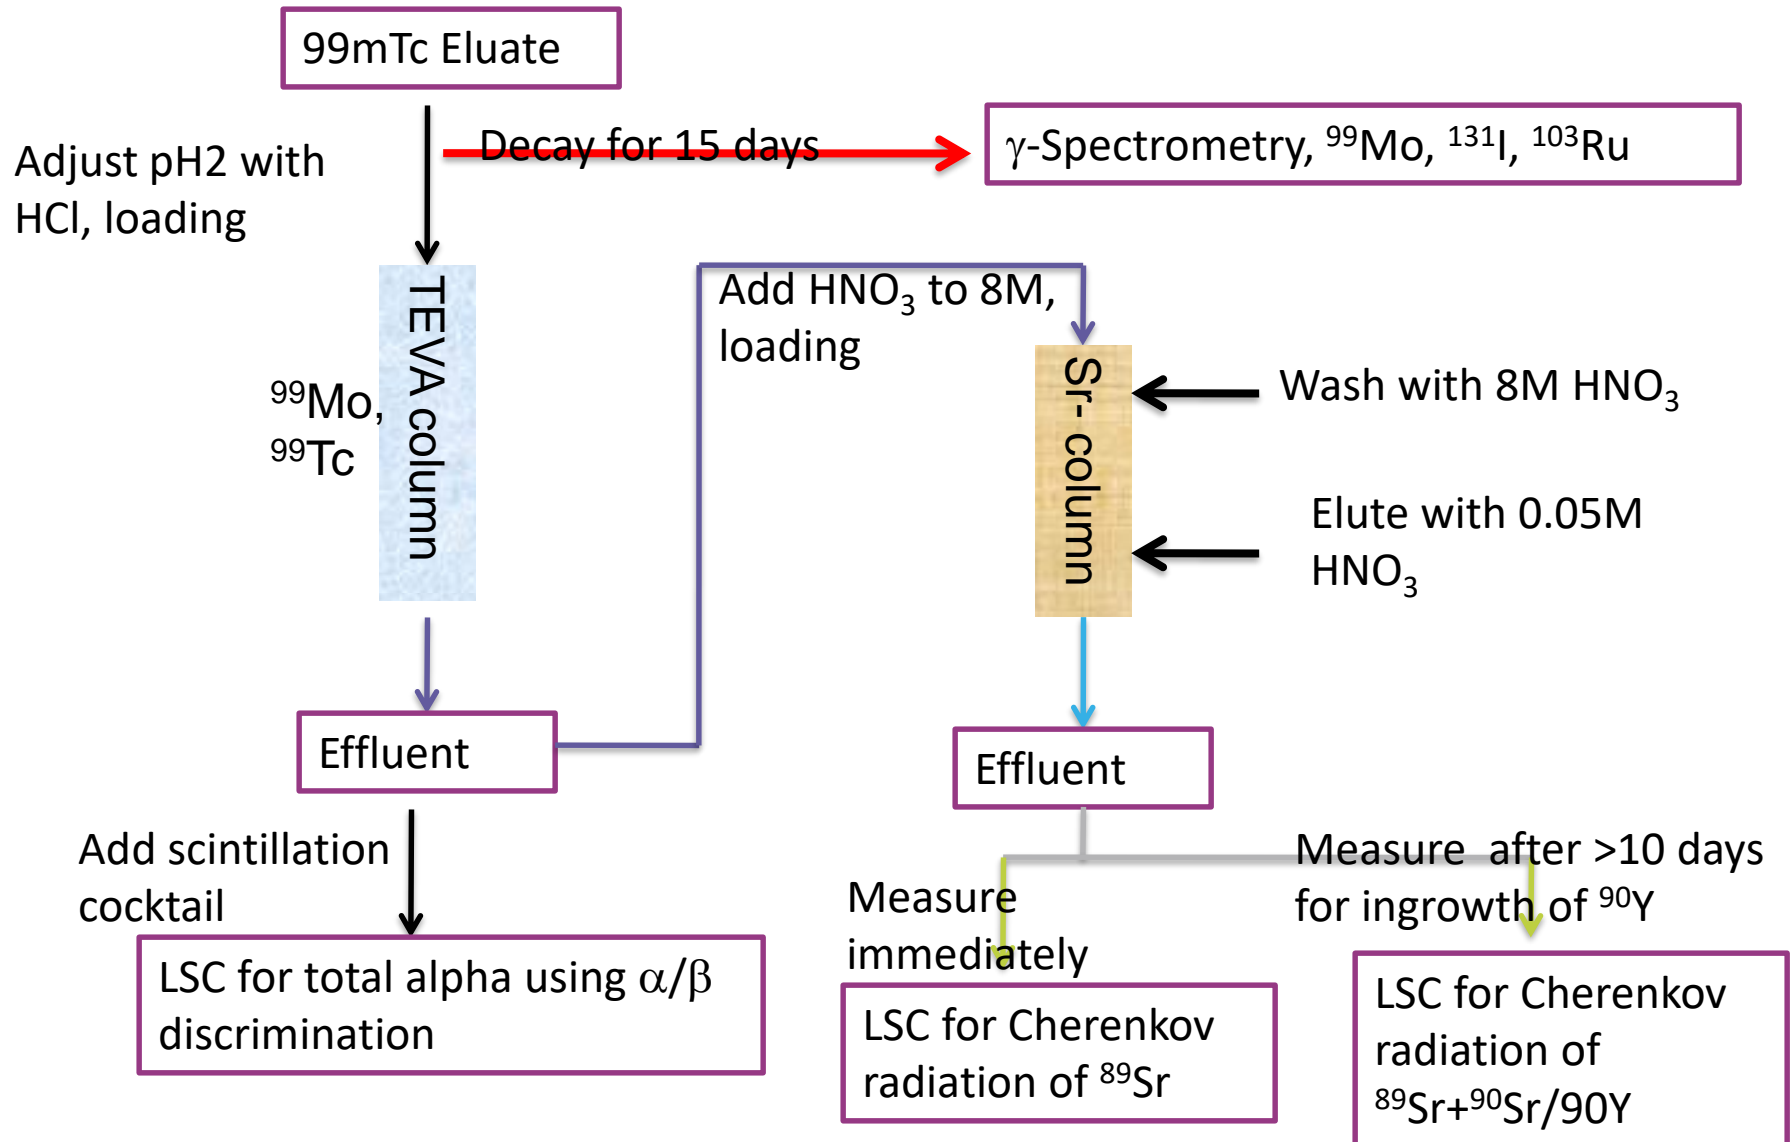 99mTc Eluate
Adjust pH2 with
HCl, loading
Decay for 15 days
γ-Spectrometry, ⁹⁹Mo, ¹³¹I, ¹⁰³Ru
TEVA column
⁹⁹Mo,
⁹⁹Tc
Add HNO₃ to 8M,
loading
Sr- column
Wash with 8M HNO₃
Elute with 0.05M
HNO₃
Effluent
Effluent
Add scintillation
cocktail
LSC for total alpha using α/β
discrimination
Measure
immediately
Measure after >10 days
for ingrowth of ⁹⁰Y
LSC for Cherenkov
radiation of ⁸⁹Sr
LSC for Cherenkov
radiation of
⁸⁹Sr+⁹⁰Sr/90Y